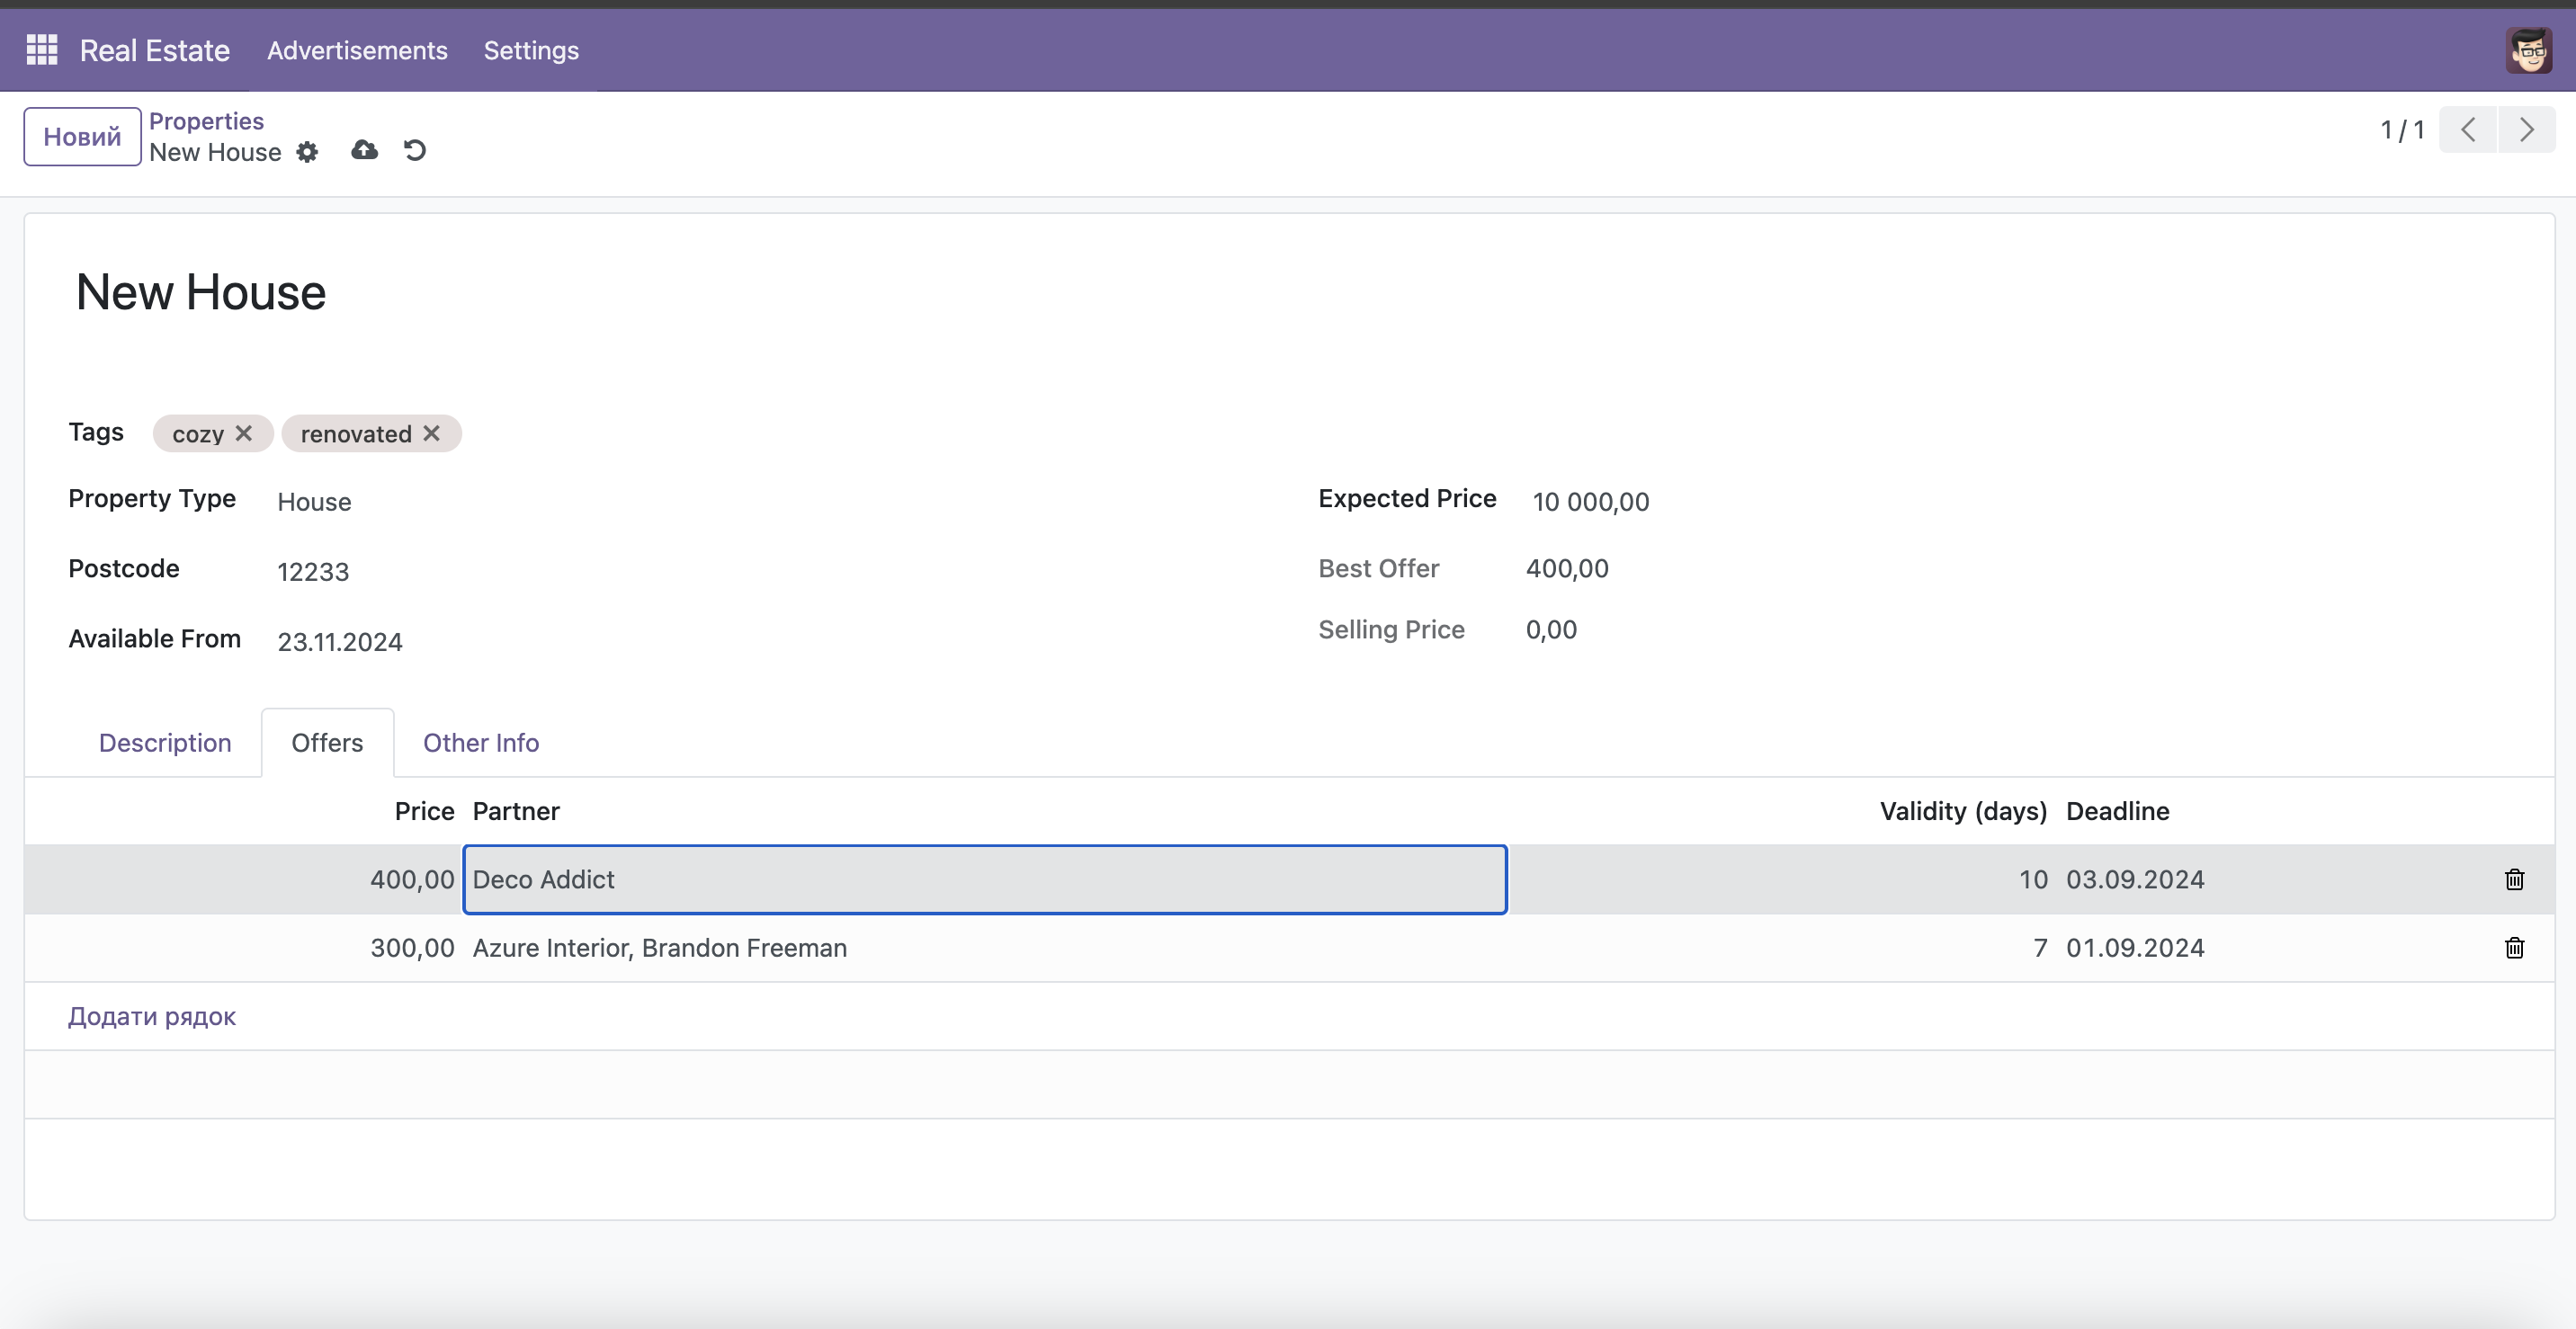 Real Estate Advertisements Settings
Новий
Properties
New House
1 / 1
New House
Tags cozy renovated
Property Type House
Expected Price 10 000,00
Postcode 12233
Best Offer 400,00
Available From 23.11.2024
Selling Price 0,00
Description Offers Other Info
Price Partner Validity (days) Deadline
400,00 Deco Addict 10 03.09.2024
300,00 Azure Interior, Brandon Freeman 7 01.09.2024
Додати рядок